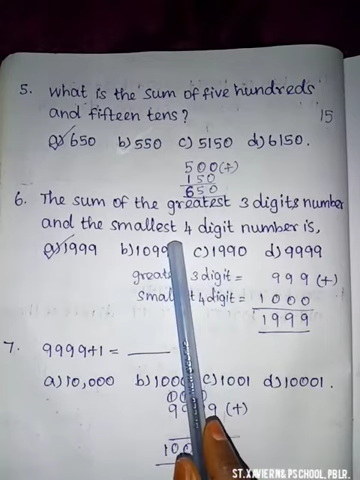 5. What is the sum of five hundreds
and fifteen tens? 15
a) 650 b) 550 c) 5150 d) 6150.
500(+)
150
650
6. The sum of the greatest 3 digits number
and the smallest 4 digit number is,
a) 1999 b) 1099 c) 1990 d) 9999
3 digit = 999 (+)
4 digit = 1000
1999
7. 9999+1 = ____
a) 10,000 c) 1001 d) 10001.
(+)
ST.XAVIER N&PSCHOOL,PBLR.